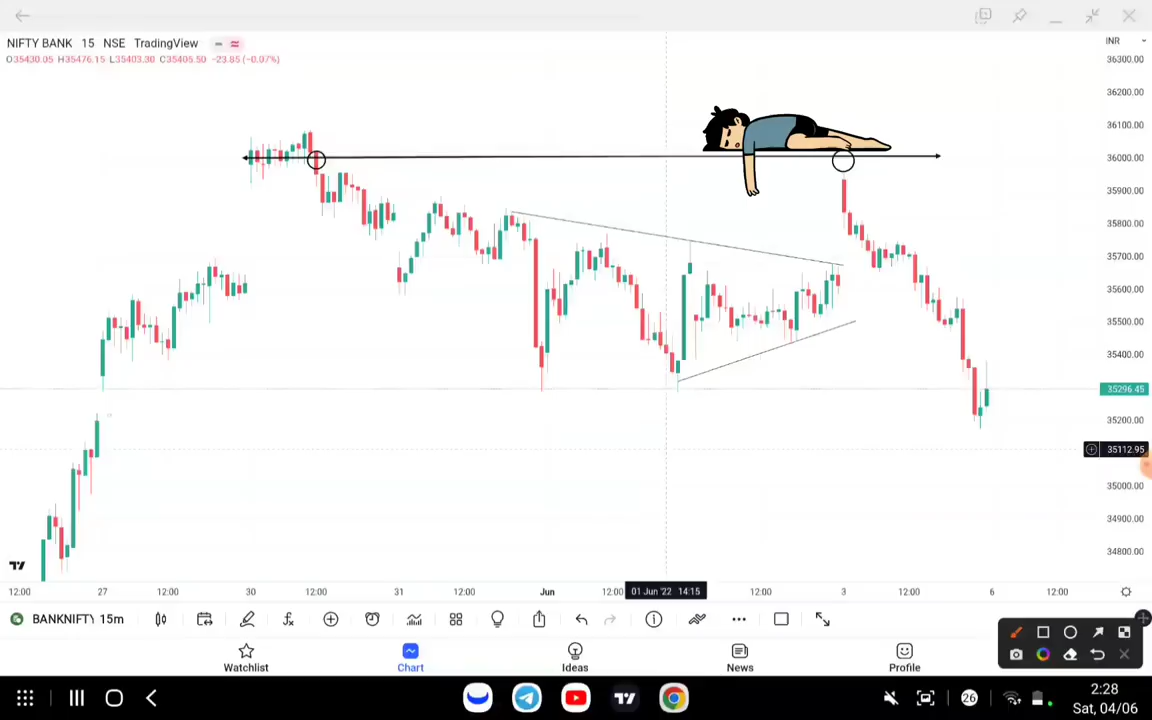 NIFTY BANK 15 NSE TradingView
O35430.05 H35476.15 L35403.30 C35406.50 −23.85 (−0.07%)
INR
36300.00
36200.00
36100.00
36000.00
35900.00
35800.00
35700.00
35600.00
35500.00
35400.00
35296.45
35200.00
35112.95
35000.00
34900.00
34800.00
12:00 27 12:00 30 12:00 31 12:00 Jun 12:00 01 Jun '22 14:15 12:00 3 12:00 6 12:00
BANKNIFTY 15m
Watchlist Chart Ideas News Profile
26
2:28
Sat, 04/06